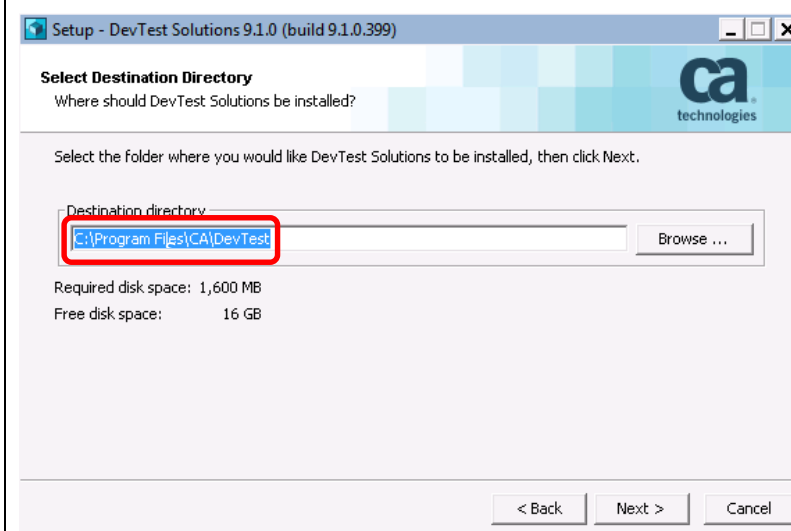 Setup - DevTest Solutions 9.1.0 (build 9.1.0.399)
Select Destination Directory
Where should DevTest Solutions be installed?
ca
technologies
Select the folder where you would like DevTest Solutions to be installed, then click Next.
Destination directory
C:\Program Files\CA\DevTest
Browse ...
Required disk space: 1,600 MB
Free disk space: 16 GB
< Back Next > Cancel